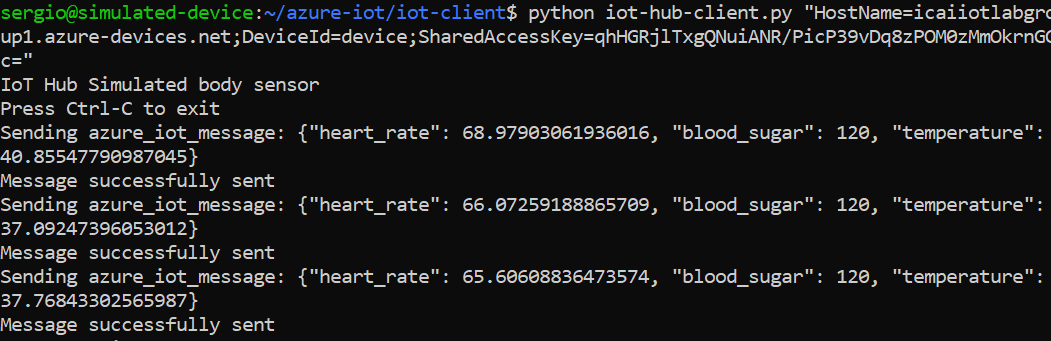 sergio@simulated-device:~/azure-iot/iot-client$ python iot-hub-client.py "HostName=icaiiotlabgro
up1.azure-devices.net;DeviceId=device;SharedAccessKey=qhHGRjlTxgQNuiANR/PicP39vDq8zPOM0zMmOkrnGC
c="
IoT Hub Simulated body sensor
Press Ctrl-C to exit
Sending azure_iot_message: {"heart_rate": 68.97903061936016, "blood_sugar": 120, "temperature":
40.85547790987045}
Message successfully sent
Sending azure_iot_message: {"heart_rate": 66.07259188865709, "blood_sugar": 120, "temperature":
37.09247396053012}
Message successfully sent
Sending azure_iot_message: {"heart_rate": 65.60608836473574, "blood_sugar": 120, "temperature":
37.76843302565987}
Message successfully sent